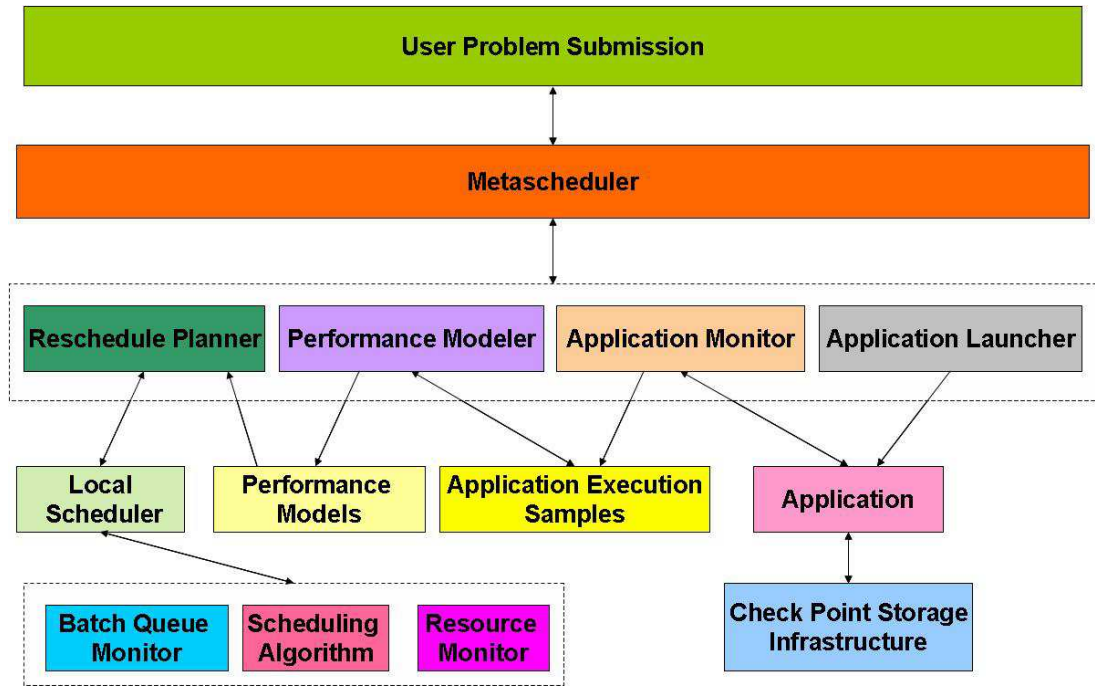 User Problem Submission
Metascheduler
Reschedule Planner
Performance Modeler
Application Monitor
Application Launcher
Local
Scheduler
Performance
Models
Application Execution
Samples
Application
Batch Queue
Monitor
Scheduling
Algorithm
Resource
Monitor
Check Point Storage
Infrastructure